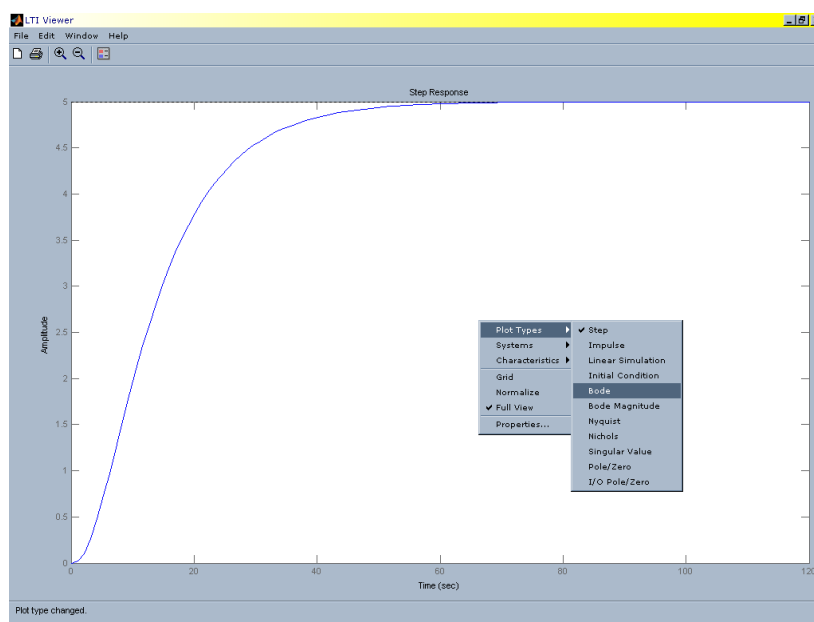 LTI Viewer
File Edit Window Help
Step Response
5
4.5
4
3.5
3
2.5
2
1.5
1
0.5
0
Amplitude
0 20 40 60 80 100 120
Time (sec)
Plot Types
Systems
Characteristics
Grid
Normalize
Full View
Properties...
Step
Impulse
Linear Simulation
Initial Condition
Bode
Bode Magnitude
Nyquist
Nichols
Singular Value
Pole/Zero
I/O Pole/Zero
Plot type changed.